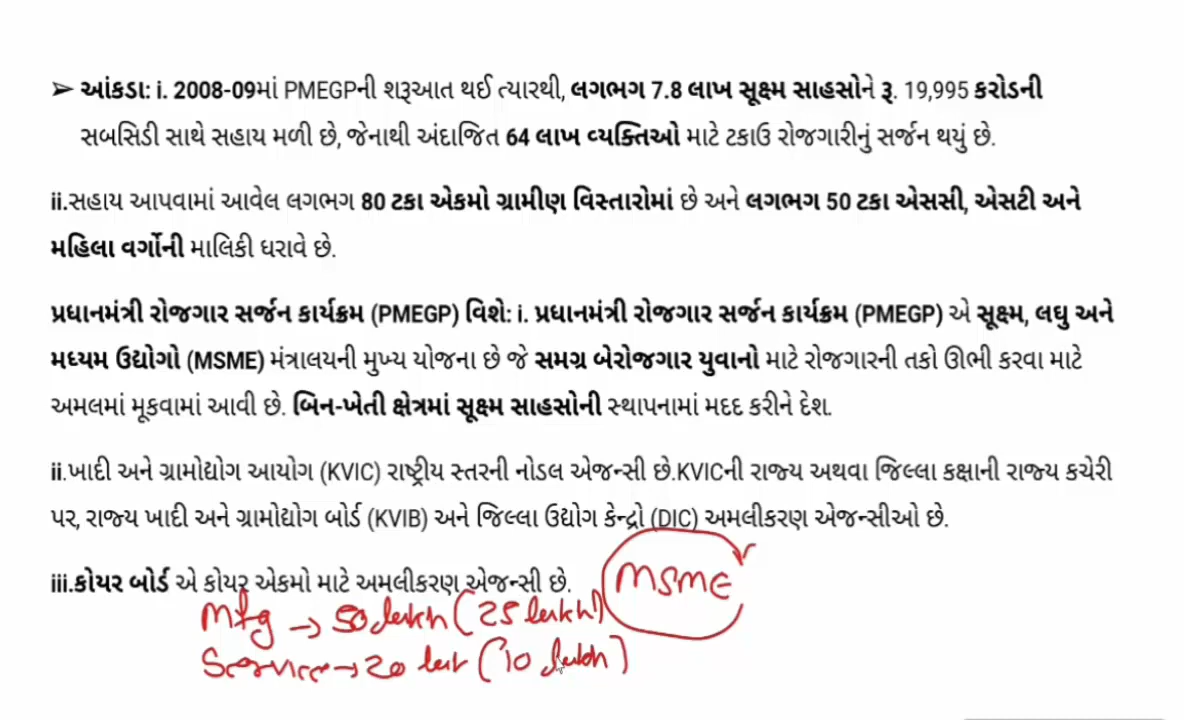 ➢ આંકડા: i. 2008-09માં PMEGPની શરૂઆત થઈ ત્યારથી, લગભગ 7.8 લાખ સૂક્ષ્મ સાહસોને રૂ. 19,995 કરોડની
સબસિડી સાથે સહાય મળી છે, જેનાથી અંદાજિત 64 લાખ વ્યક્તિઓ માટે ટકાઉ રોજગારીનું સર્જન થયું છે.
ii.સહાય આપવામાં આવેલ લગભગ 80 ટકા એકમો ગ્રામીણ વિસ્તારોમાં છે અને લગભગ 50 ટકા એસસી, એસટી અને
મહિલા વર્ગોની માલિકી ધરાવે છે.
પ્રધાનમંત્રી રોજગાર સર્જન કાર્યક્રમ (PMEGP) વિશે: i. પ્રધાનમંત્રી રોજગાર સર્જન કાર્યક્રમ (PMEGP) એ સૂક્ષ્મ, લઘુ અને
મધ્યમ ઉદ્યોગો (MSME) મંત્રાલયની મુખ્ય યોજના છે જે સમગ્ર બેરોજગાર યુવાનો માટે રોજગારની તકો ઊભી કરવા માટે
અમલમાં મૂકવામાં આવી છે. બિન-ખેતી ક્ષેત્રમાં સૂક્ષ્મ સાહસોની સ્થાપનામાં મદદ કરીને દેશ.
ii.ખાદી અને ગ્રામોદ્યોગ આયોગ (KVIC) રાષ્ટ્રીય સ્તરની નોડલ એજન્સી છે.KVICની રાજ્ય અથવા જિલ્લા કક્ષાની રાજ્ય કચેરી
પર, રાજ્ય ખાદી અને ગ્રામોદ્યોગ બોર્ડ (KVIB) અને જિલ્લા ઉદ્યોગ કેન્દ્રો (DIC) અમલીકરણ એજન્સીઓ છે.
iii.કોયર બોર્ડ એ કોયર એકમો માટે અમલીકરણ એજન્સી છે.
MSME
Mfg → 50 lakh (25 lakh)
Service → 20 lakh (10 lakh)